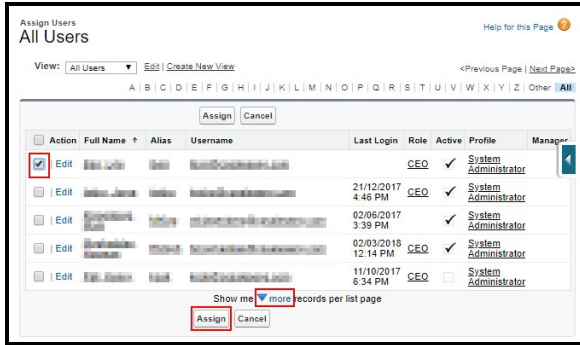 Assign Users
All Users
Help for this Page
View: All Users Edit | Create New View
<Previous Page | Next Page>
A | B | C | D | E | F | G | H | I | J | K | L | M | N | O | P | Q | R | S | T | U | V | W | X | Y | Z | Other All
Assign Cancel
Action Full Name ↑ Alias Username Last Login Role Active Profile Manager
| Edit CEO System Administrator
| Edit 21/12/2017 4:46 PM CEO System Administrator
| Edit 02/06/2017 3:39 PM System Administrator
| Edit 02/03/2018 12:14 PM CEO System Administrator
| Edit 11/10/2017 6:34 PM CEO System Administrator
Show me more records per list page
Assign Cancel